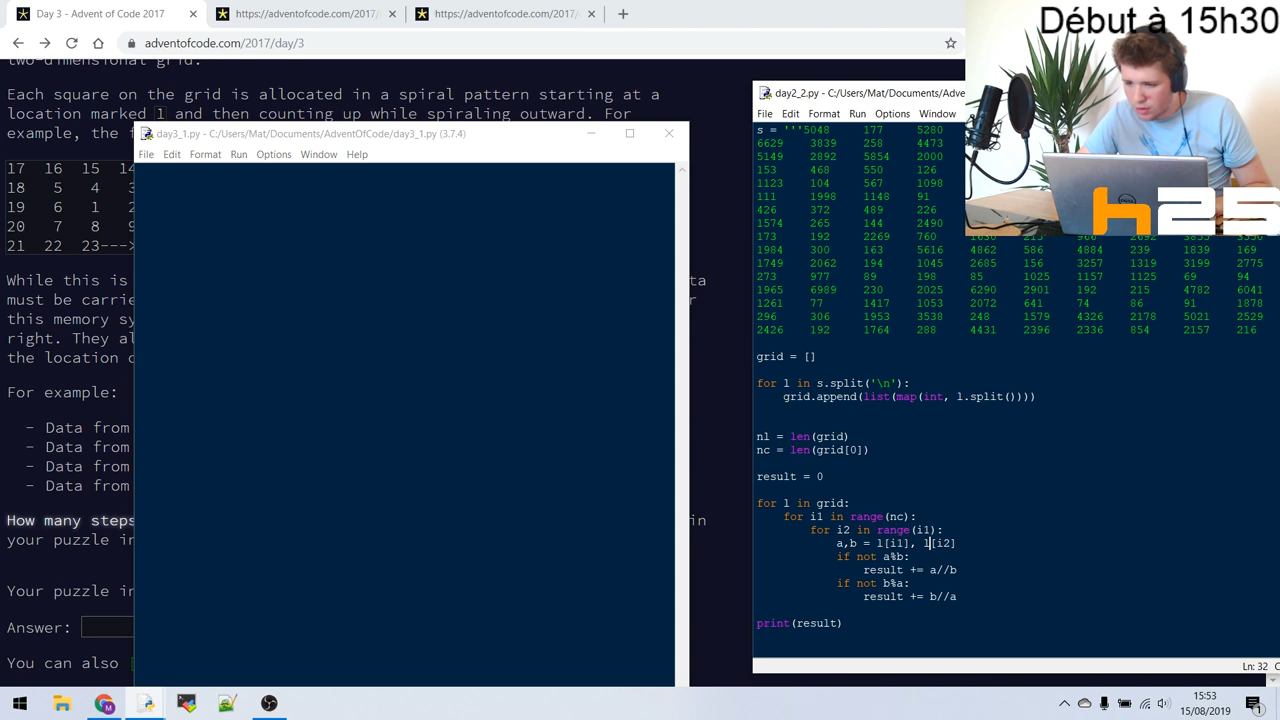 Day 3 - Advent of Code 2017
https://adventofcode.com/2017/
https://adventofcode.com/2017/
Début à 15h30
adventofcode.com/2017/day/3
two-dimensional grid.
Each square on the grid is allocated in a spiral pattern starting at a
location marked 1 and then counting up while spiraling outward. For
example, the f
17 16 15 14
18 5 4 3
19 6 1 2
20 7 8 9
21 22 23--->
While this is
ta
must be carrie
r
this memory sy
right. They al
the location o
For example:
- Data from
- Data from
- Data from
- Data from
How many steps
in
your puzzle in
Your puzzle in
Answer:
You can also [
day3_1.py - C:/Users/Mat/Documents/AdventOfCode/day3_1.py (3.7.4)
File Edit Format Run Options Window Help
day2_2.py - C:/Users/Mat/Documents/Adve
File Edit Format Run Options Window
s = '''5048 177 5280
6629 3839 258 4473
5149 2892 5854 2000
153 468 550 126
1123 104 567 1098
111 1998 1148 91
426 372 489 226
1574 265 144 2490
173 192 2269 760
1984 300 163 5616 4862 586 4884 239 1839 169
1749 2062 194 1045 2685 156 3257 1319 3199 2775
273 977 89 198 85 1025 1157 1125 69 94
1965 6989 230 2025 6290 2901 192 215 4782 6041
1261 77 1417 1053 2072 641 74 86 91 1878
296 306 1953 3538 248 1579 4326 2178 5021 2529
2426 192 1764 288 4431 2396 2336 854 2157 216
grid = []
for l in s.split('\n'):
grid.append(list(map(int, l.split())))
nl = len(grid)
nc = len(grid[0])
result = 0
for l in grid:
for i1 in range(nc):
for i2 in range(i1):
a,b = l[i1], l[i2]
if not a%b:
result += a//b
if not b%a:
result += b//a
print(result)
Ln: 32
h25
DELL
15:53
15/08/2019
1